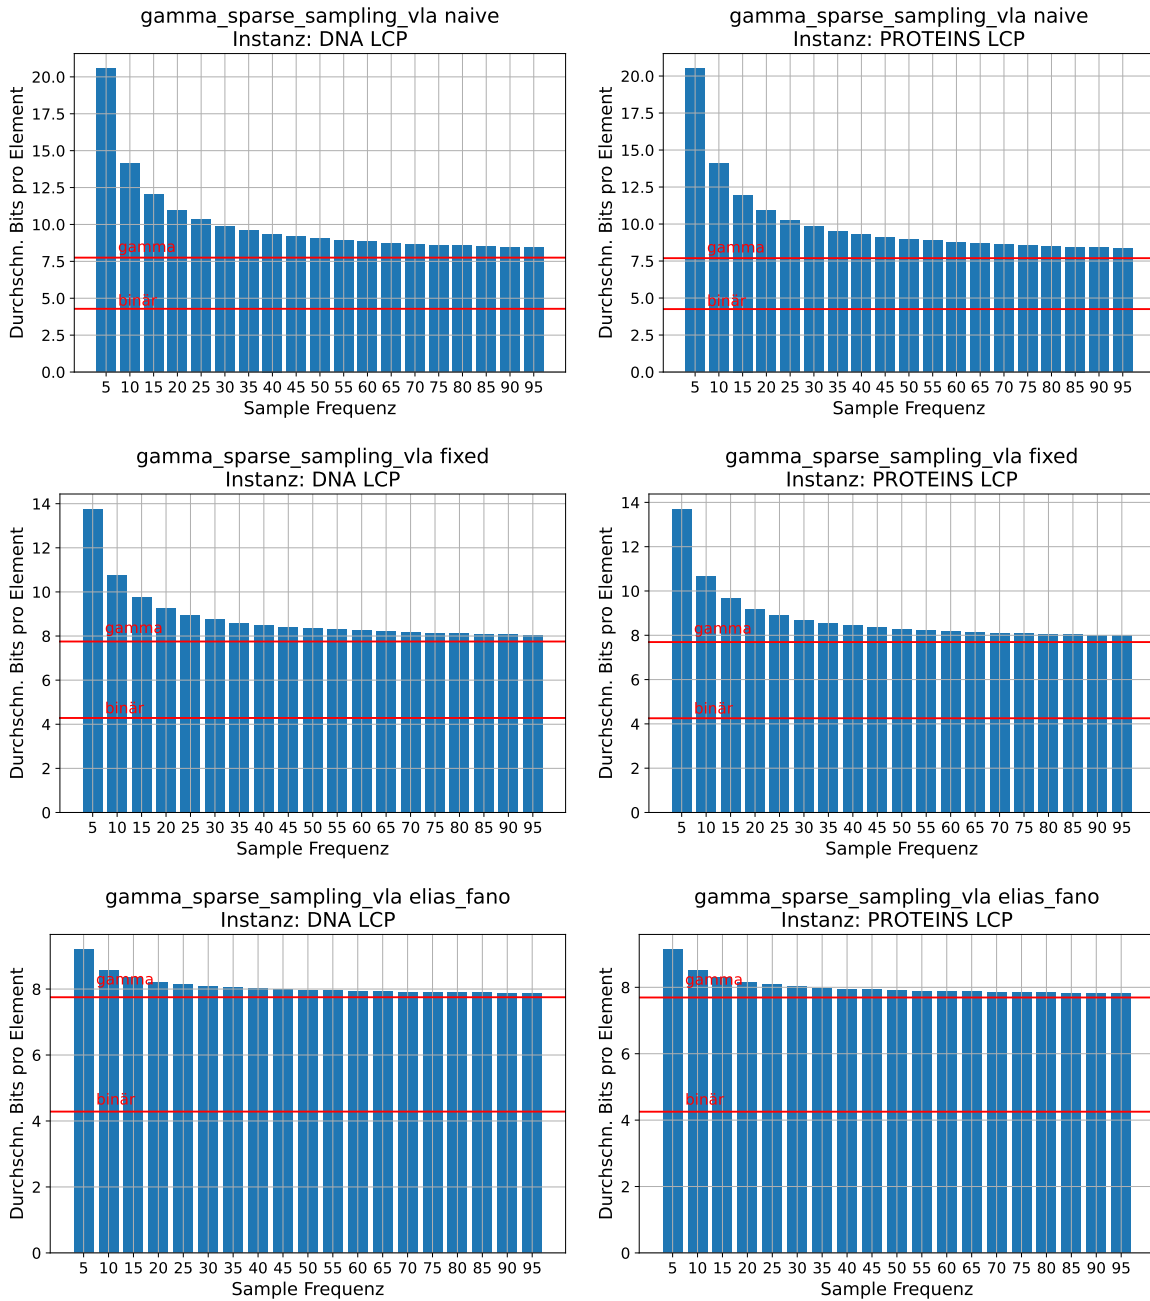 gamma_sparse_sampling_vla naive
Instanz: DNA LCP
Durchschn. Bits pro Element
20.0
17.5
15.0
12.5
10.0
7.5
5.0
2.5
0.0
gamma
binär
5 10 15 20 25 30 35 40 45 50 55 60 65 70 75 80 85 90 95
Sample Frequenz
gamma_sparse_sampling_vla naive
Instanz: PROTEINS LCP
Durchschn. Bits pro Element
20.0
17.5
15.0
12.5
10.0
7.5
5.0
2.5
0.0
gamma
binär
5 10 15 20 25 30 35 40 45 50 55 60 65 70 75 80 85 90 95
Sample Frequenz
gamma_sparse_sampling_vla fixed
Instanz: DNA LCP
Durchschn. Bits pro Element
14
12
10
8
6
4
2
0
gamma
binär
5 10 15 20 25 30 35 40 45 50 55 60 65 70 75 80 85 90 95
Sample Frequenz
gamma_sparse_sampling_vla fixed
Instanz: PROTEINS LCP
Durchschn. Bits pro Element
14
12
10
8
6
4
2
0
gamma
binär
5 10 15 20 25 30 35 40 45 50 55 60 65 70 75 80 85 90 95
Sample Frequenz
gamma_sparse_sampling_vla elias_fano
Instanz: DNA LCP
Durchschn. Bits pro Element
8
6
4
2
0
gamma
binär
5 10 15 20 25 30 35 40 45 50 55 60 65 70 75 80 85 90 95
Sample Frequenz
gamma_sparse_sampling_vla elias_fano
Instanz: PROTEINS LCP
Durchschn. Bits pro Element
8
6
4
2
0
gamma
binär
5 10 15 20 25 30 35 40 45 50 55 60 65 70 75 80 85 90 95
Sample Frequenz